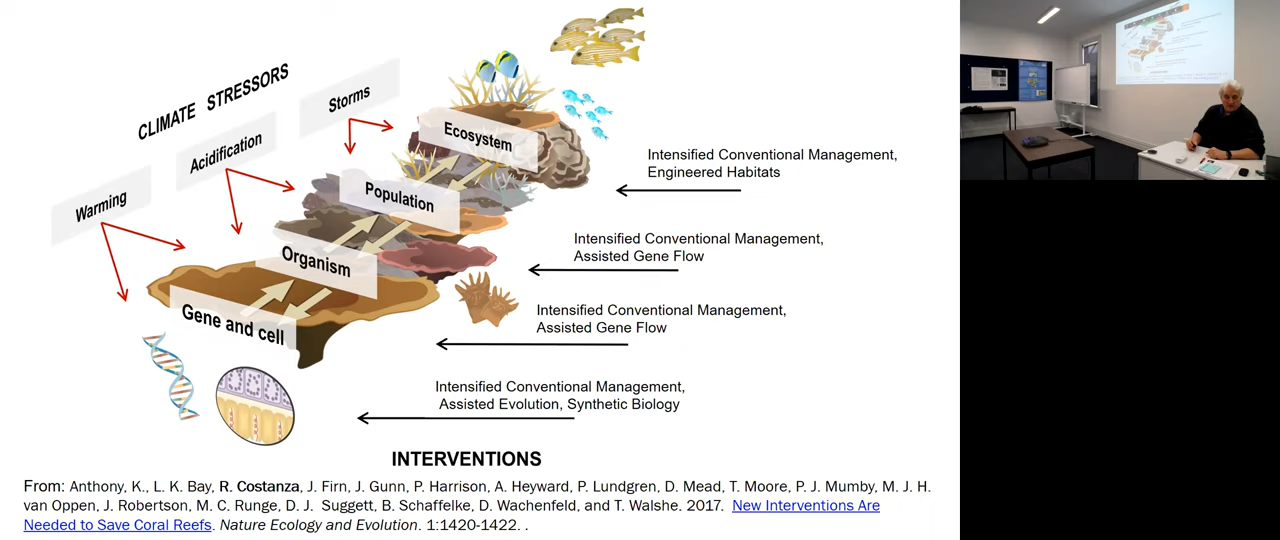 CLIMATE STRESSORS
Storms
Acidification
Warming
Ecosystem
Population
Organism
Gene and cell
Intensified Conventional Management,
Engineered Habitats
Intensified Conventional Management,
Assisted Gene Flow
Intensified Conventional Management,
Assisted Gene Flow
Intensified Conventional Management,
Assisted Evolution, Synthetic Biology
INTERVENTIONS
From: Anthony, K., L. K. Bay, R. Costanza, J. Firn, J. Gunn, P. Harrison, A. Heyward, P. Lundgren, D. Mead, T. Moore, P. J. Mumby, M. J. H.
van Oppen, J. Robertson, M. C. Runge, D. J. Suggett, B. Schaffelke, D. Wachenfeld, and T. Walshe. 2017. New Interventions Are
Needed to Save Coral Reefs. Nature Ecology and Evolution. 1:1420-1422. .